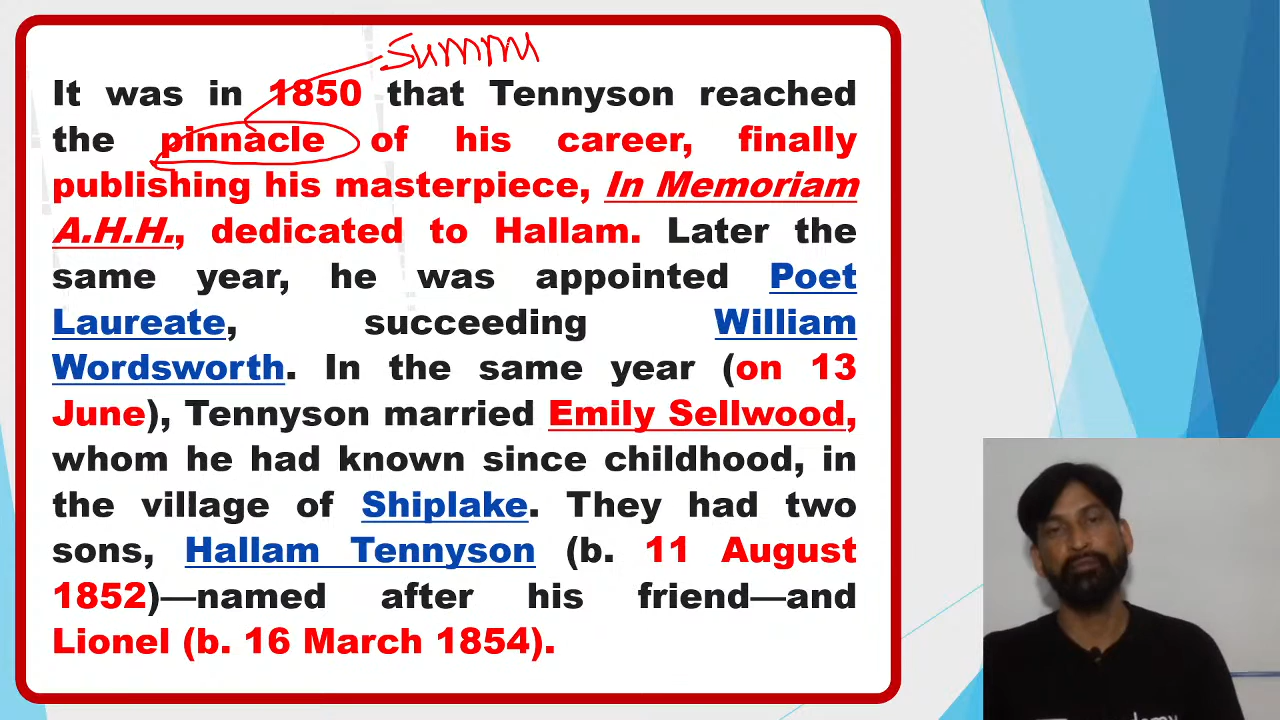 Summi
It was in 1850 that Tennyson reached
the pinnacle of his career, finally
publishing his masterpiece, In Memoriam
A.H.H., dedicated to Hallam. Later the
same year, he was appointed Poet
Laureate, succeeding William
Wordsworth. In the same year (on 13
June), Tennyson married Emily Sellwood,
whom he had known since childhood, in
the village of Shiplake. They had two
sons, Hallam Tennyson (b. 11 August
1852)—named after his friend—and
Lionel (b. 16 March 1854).